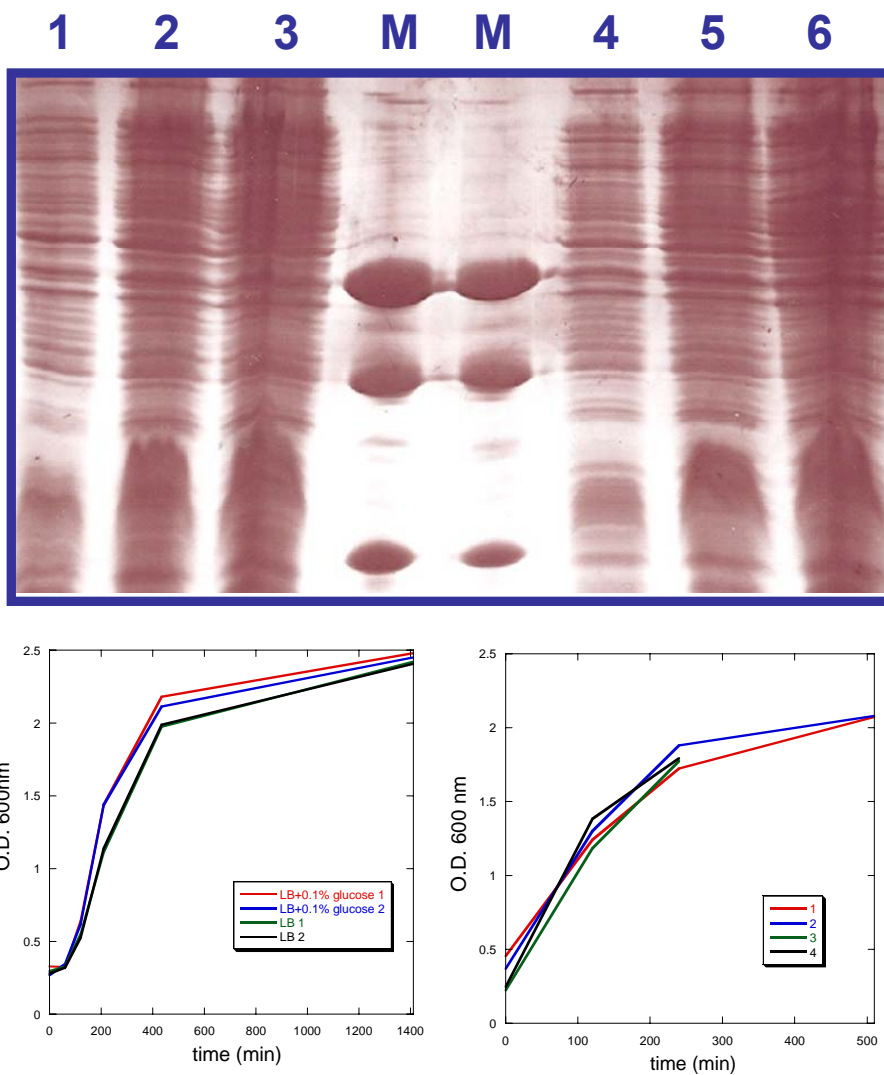 1 2 3 M M 4 5 6
2.5
2
1.5
1
0.5
0
O.D. 600nm
LB+0.1% glucose 1
LB+0.1% glucose 2
LB 1
LB 2
0 200 400 600 800 1000 1200 1400
time (min)
2.5
2
1.5
1
0.5
0
O.D. 600 nm
1
2
3
4
0 100 200 300 400 500
time (min)